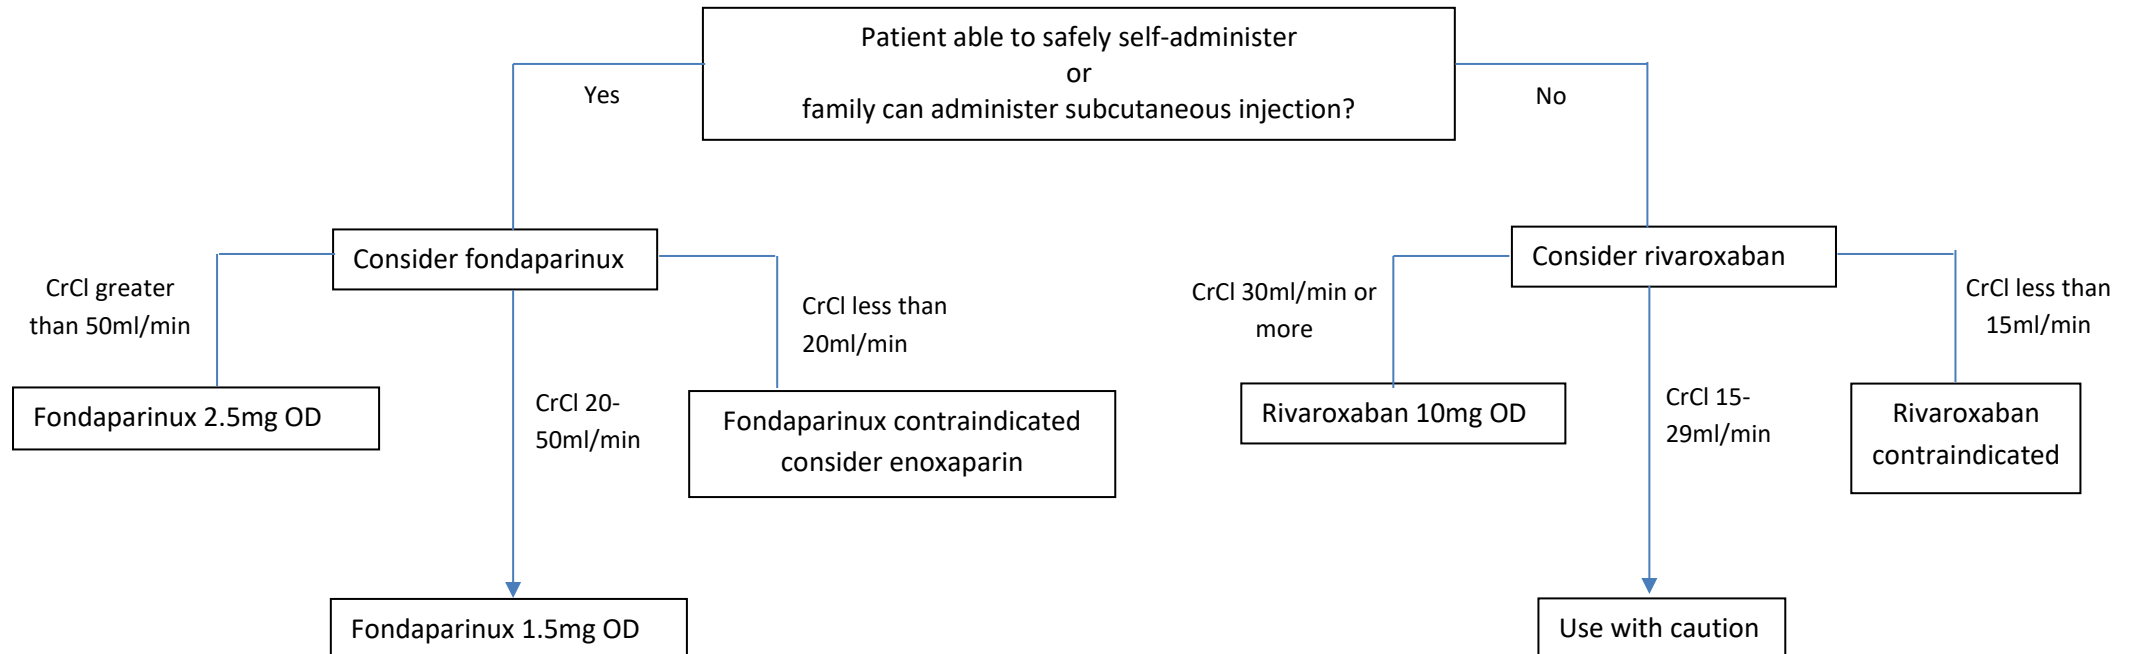 Patient able to safely self-administer
or
family can administer subcutaneous injection?
Yes
No
Consider fondaparinux
Consider rivaroxaban
CrCl greater
than 50ml/min
CrCl less than
20ml/min
CrCl 30ml/min or
more
CrCl less than
15ml/min
Fondaparinux 2.5mg OD
CrCl 20-
50ml/min
Fondaparinux contraindicated
consider enoxaparin
Rivaroxaban 10mg OD
CrCl 15-
29ml/min
Rivaroxaban
contraindicated
Fondaparinux 1.5mg OD
Use with caution